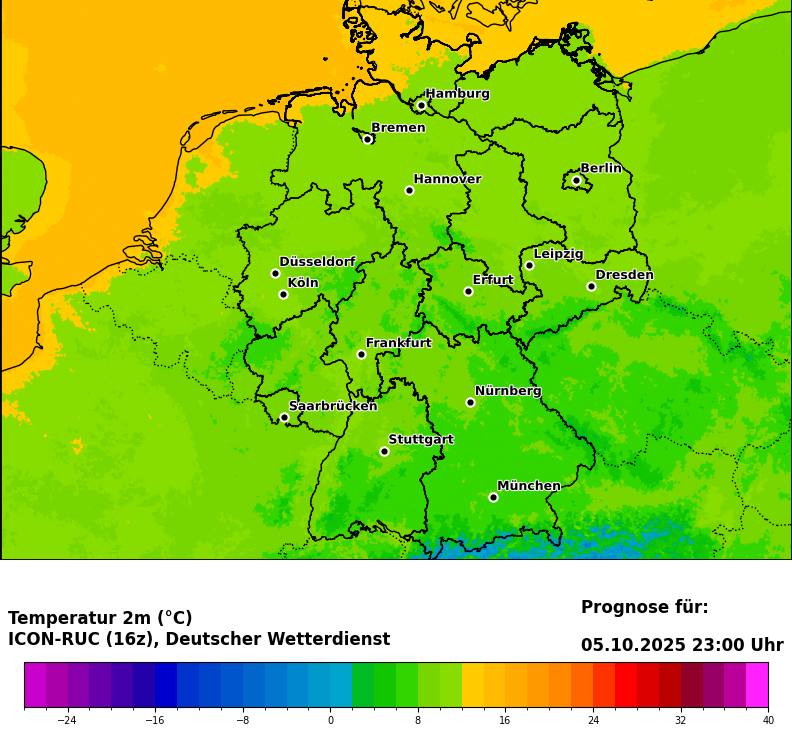 Hamburg
Bremen
Berlin
Hannover
Leipzig
Düsseldorf
Dresden
Köln
Erfurt
Frankfurt
Nürnberg
Saarbrücken
Stuttgart
München
Temperatur 2m (°C)
ICON-RUC (16z), Deutscher Wetterdienst
Prognose für:
05.10.2025 23:00 Uhr
−24 −16 −8 0 8 16 24 32 40